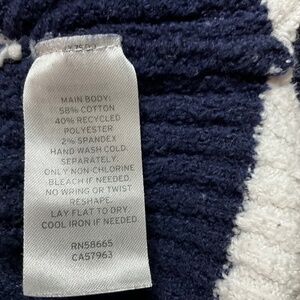 MAIN BODY:
58% COTTON
40% RECYCLED
POLYESTER
2% SPANDEX
HAND WASH COLD
SEPARATELY.
ONLY NON-CHLORINE
BLEACH IF NEEDED.
NO WRING OR TWIST
RESHAPE.
LAY FLAT TO DRY
COOL IRON IF NEEDED.
RN58665
CA57963